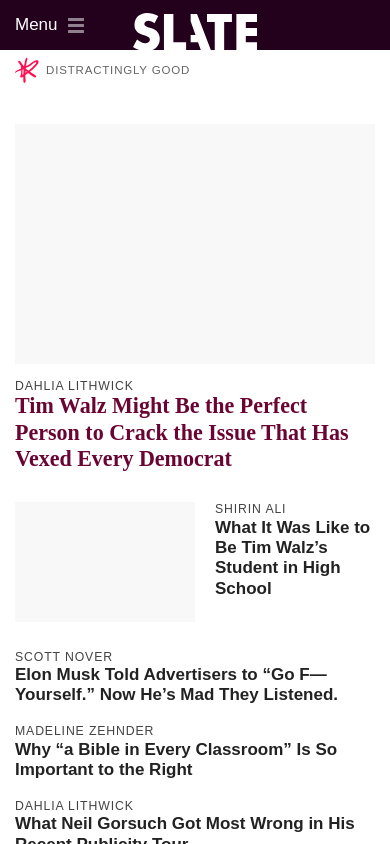 Menu
SLATE
DISTRACTINGLY GOOD
DAHLIA LITHWICK
Tim Walz Might Be the Perfect
Person to Crack the Issue That Has
Vexed Every Democrat
SHIRIN ALI
What It Was Like to
Be Tim Walz’s
Student in High
School
SCOTT NOVER
Elon Musk Told Advertisers to “Go F—
Yourself.” Now He’s Mad They Listened.
MADELINE ZEHNDER
Why “a Bible in Every Classroom” Is So
Important to the Right
DAHLIA LITHWICK
What Neil Gorsuch Got Most Wrong in His
Recent Publicity Tour